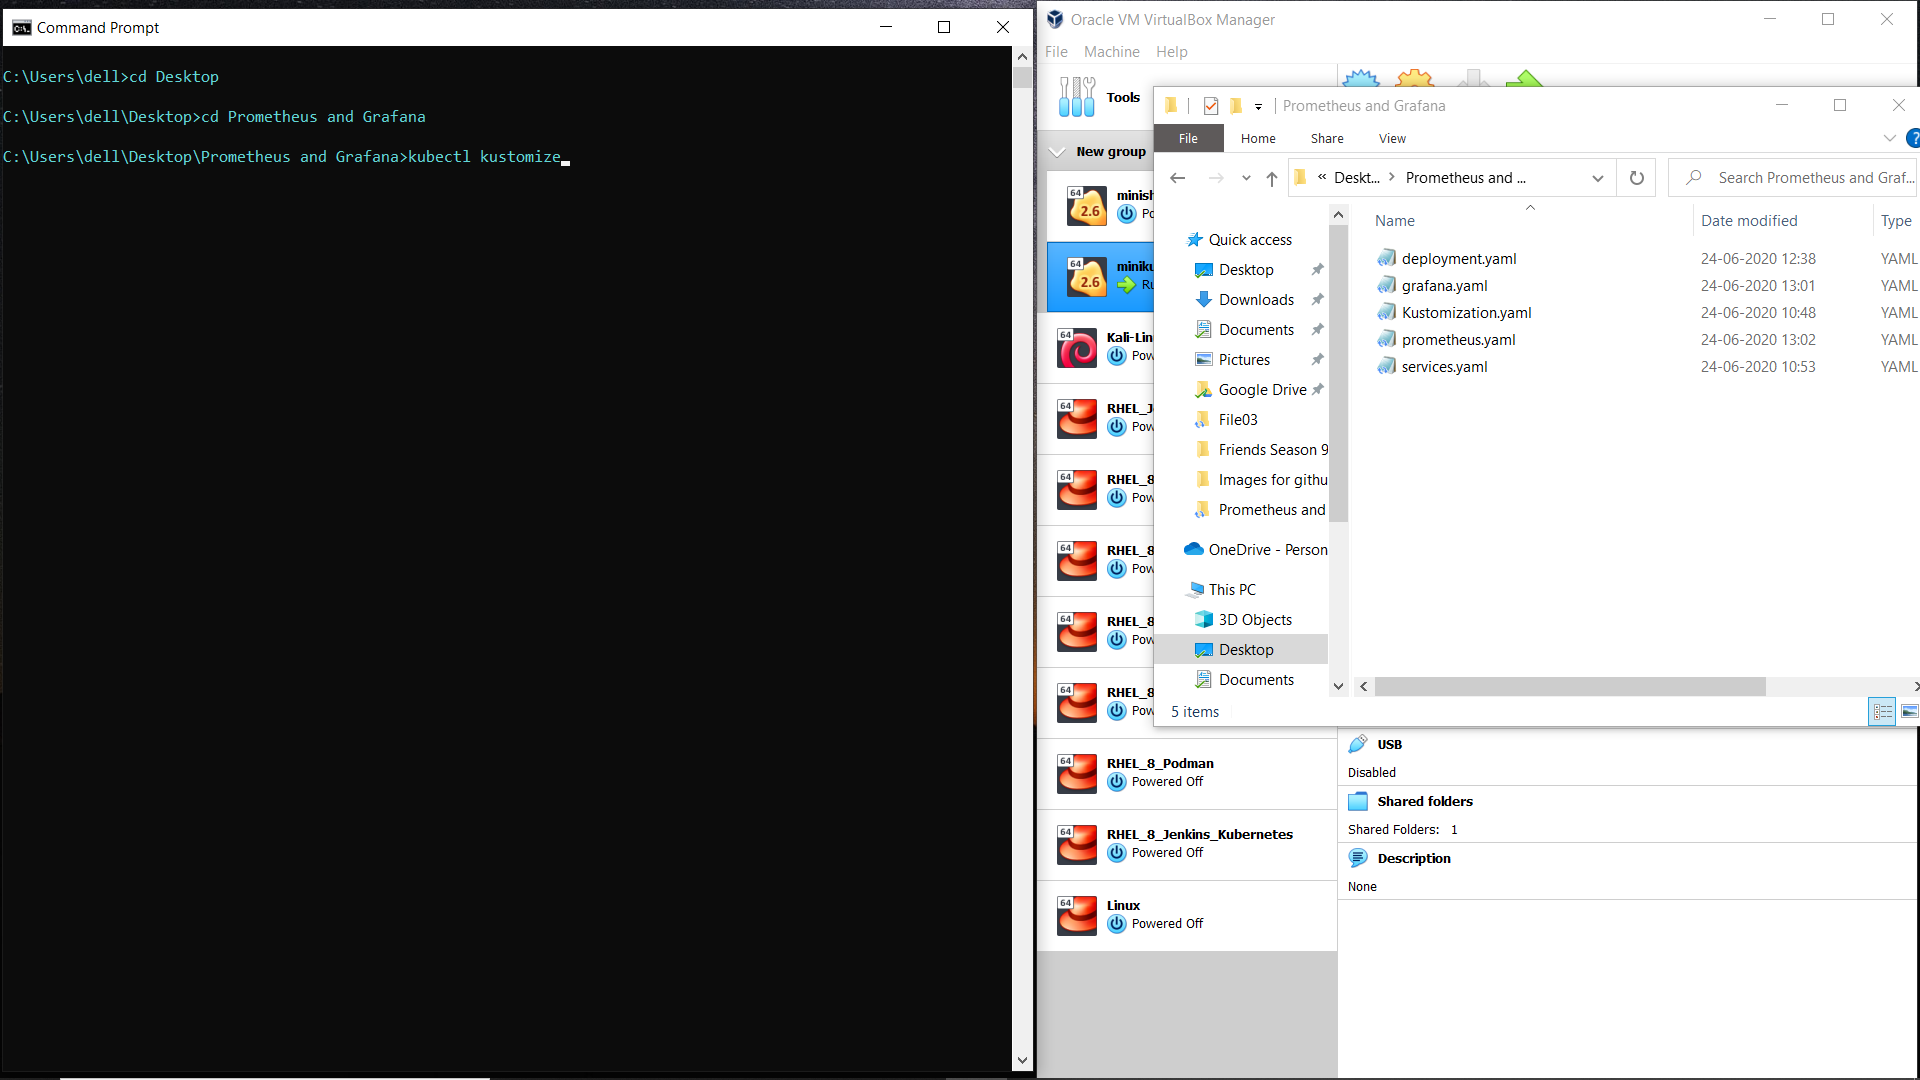 Command Prompt
C:\Users\dell>cd Desktop
C:\Users\dell\Desktop>cd Prometheus and Grafana
C:\Users\dell\Desktop\Prometheus and Grafana>kubectl kustomize
Oracle VM VirtualBox Manager
File Machine Help
Tools
New group
64
2.6
minish
Po
64
2.6
miniku
Ru
64
Kali-Lin
Pow
64
RHEL_J
Pow
64
RHEL_8
Pow
64
RHEL_8
Pow
64
RHEL_8
Pow
64
RHEL_8
Pow
64
RHEL_8_Podman
Powered Off
64
RHEL_8_Jenkins_Kubernetes
Powered Off
64
Linux
Powered Off
Prometheus and Grafana
File Home Share View
?
« Deskt... > Prometheus and ...
Search Prometheus and Graf...
Quick access
Desktop
Downloads
Documents
Pictures
Google Drive
File03
Friends Season 9
Images for githu
Prometheus and
OneDrive - Person
This PC
3D Objects
Desktop
Documents
Name Date modified Type
deployment.yaml 24-06-2020 12:38 YAML
grafana.yaml 24-06-2020 13:01 YAML
Kustomization.yaml 24-06-2020 10:48 YAML
prometheus.yaml 24-06-2020 13:02 YAML
services.yaml 24-06-2020 10:53 YAML
5 items
USB
Disabled
Shared folders
Shared Folders: 1
Description
None